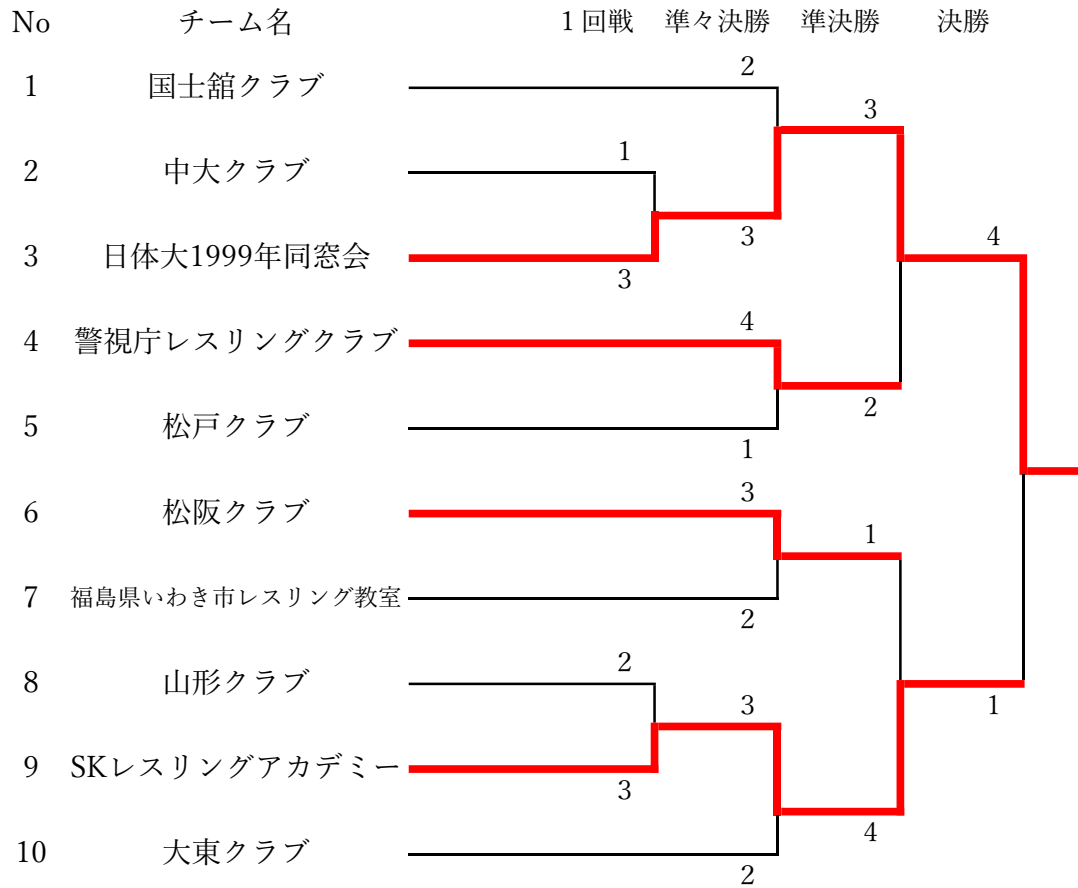 No チーム名 1回戦 準々決勝 準決勝 決勝
2
1 国士舘クラブ
3
1
2 中大クラブ
3
4
3 日体大1999年同窓会
3
4
4 警視庁レスリングクラブ
2
5 松戸クラブ
1
3
6 松阪クラブ
1
7 福島県いわき市レスリング教室
2
2
8 山形クラブ
3
1
9 SKレスリングアカデミー
3
4
10 大東クラブ
2